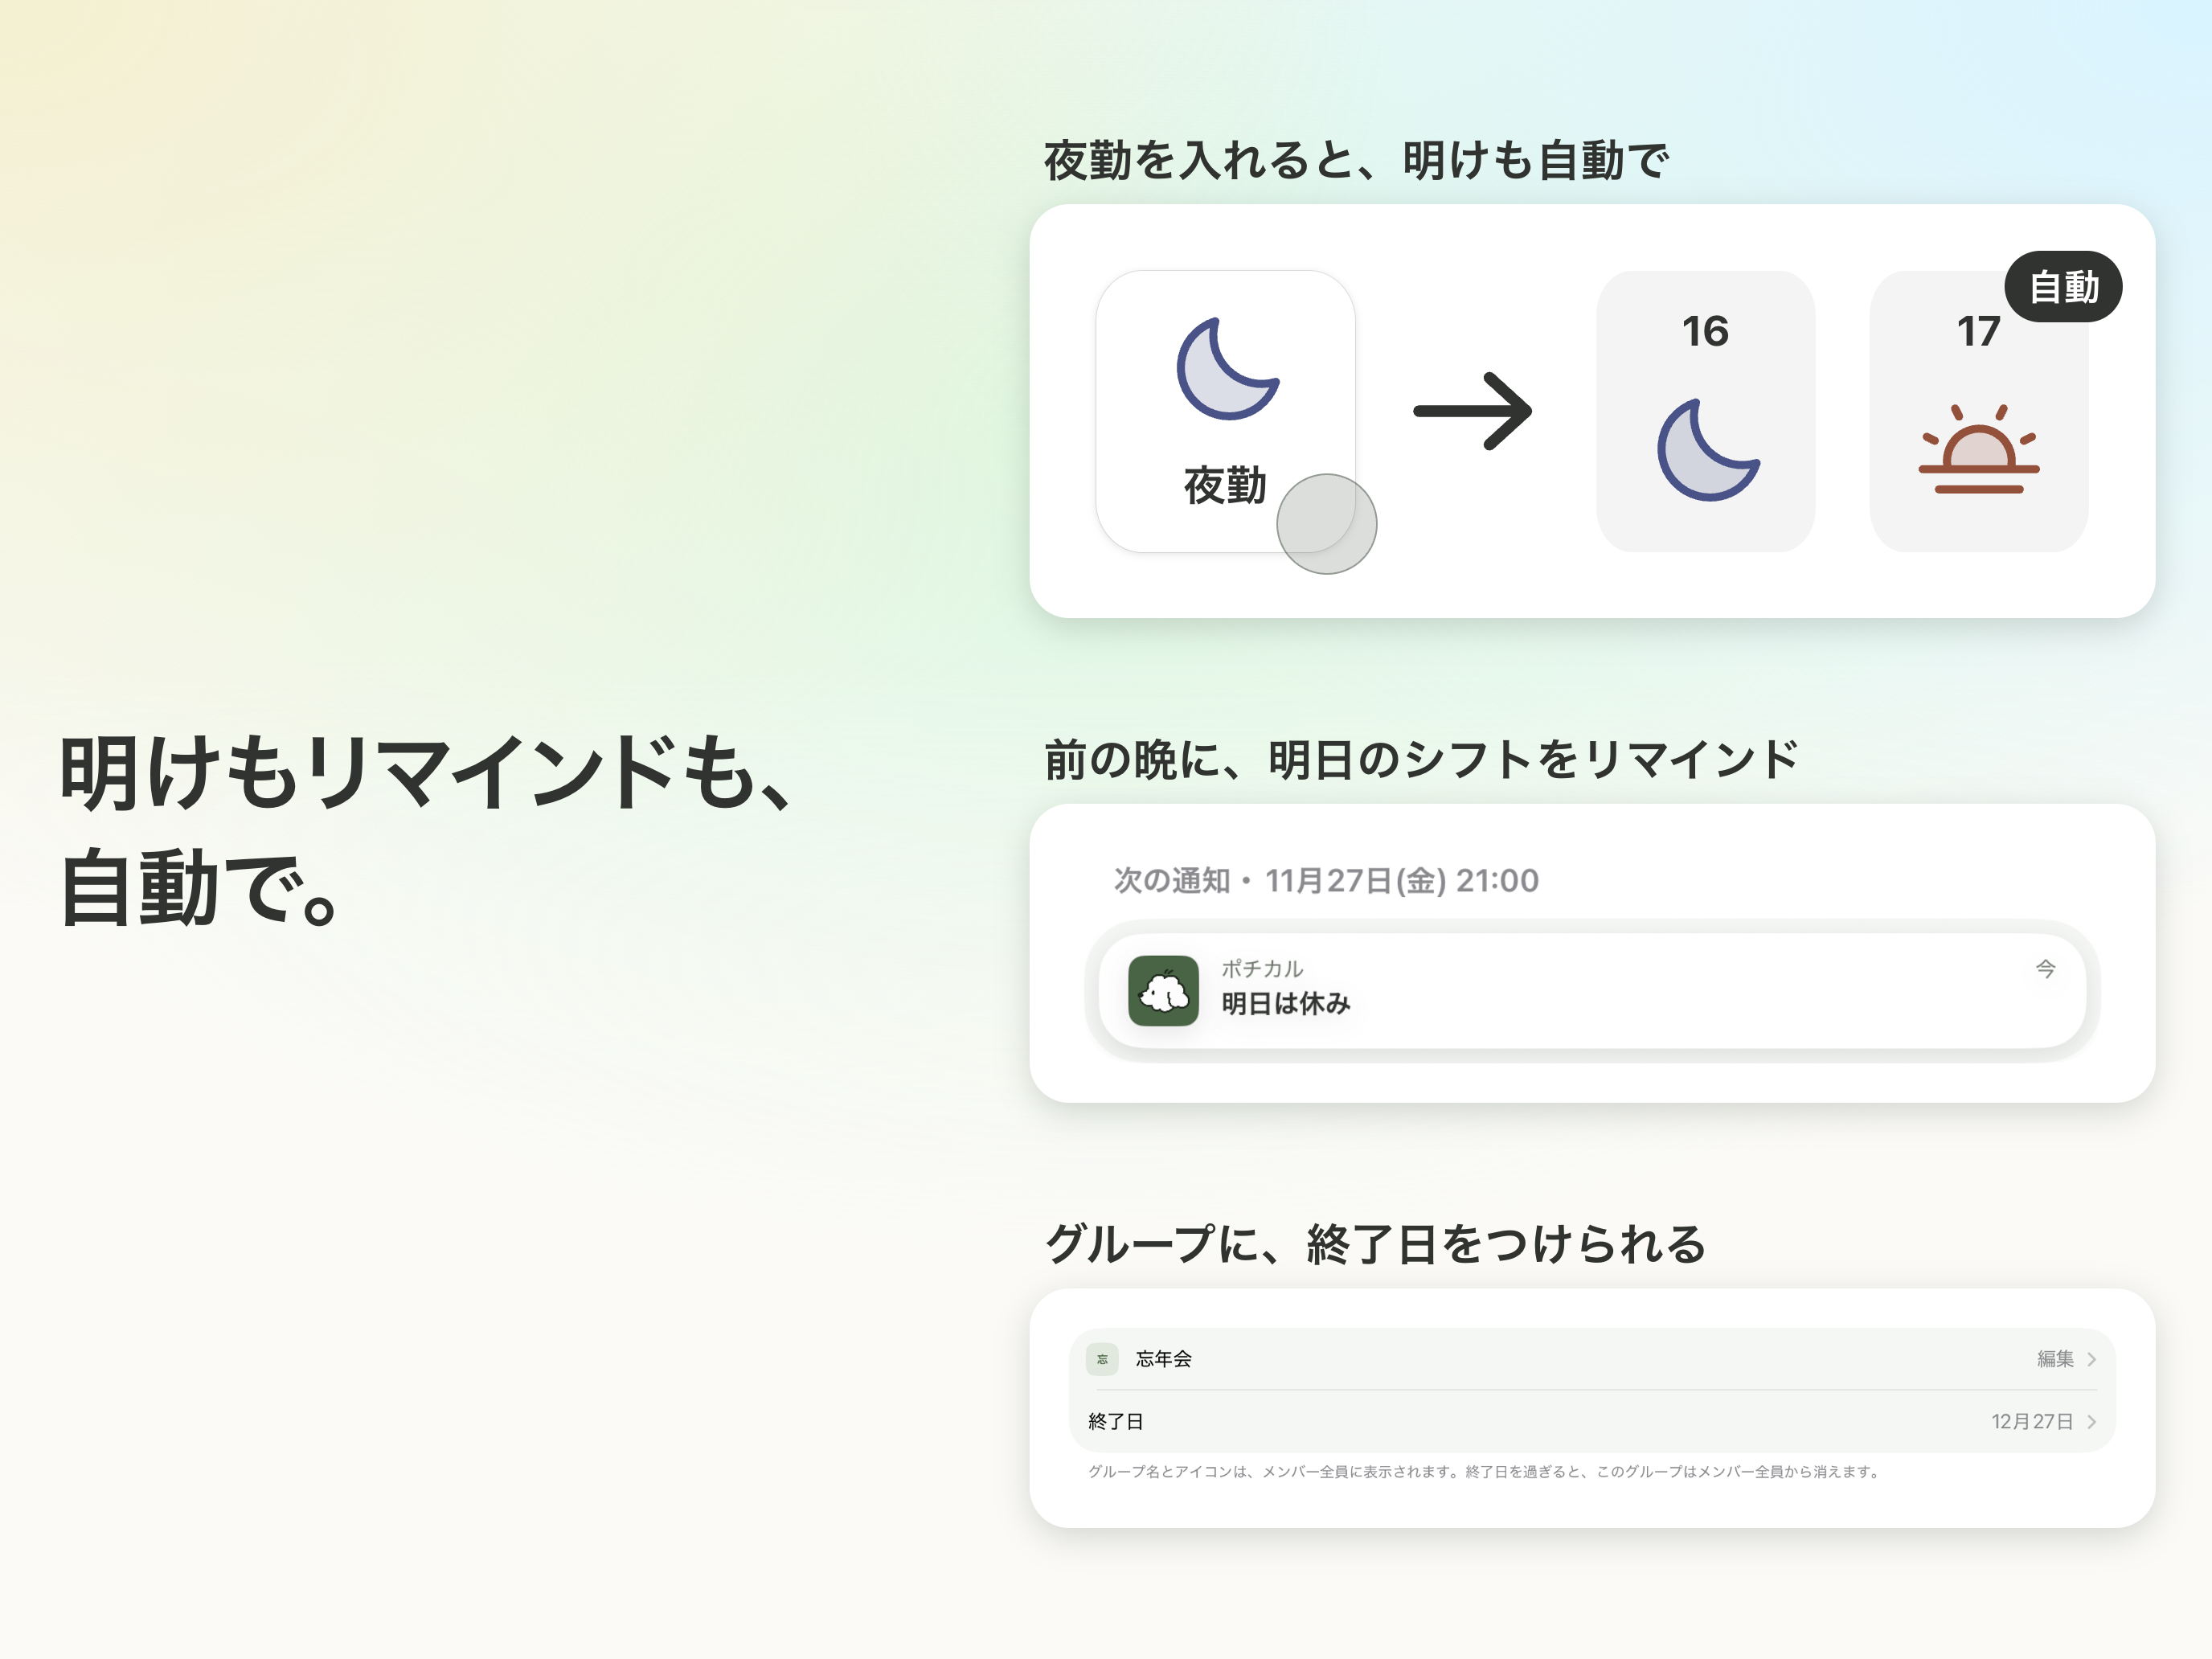 明けもリマインドも、
自動で。
夜勤を入れると、明けも自動で
夜勤
16
17
自動
前の晩に、明日のシフトをリマインド
次の通知・11月27日(金) 21:00
ポチカル
今
明日は休み
グループに、終了日をつけられる
忘
忘年会
編集
終了日
12月27日
グループ名とアイコンは、メンバー全員に表示されます。終了日を過ぎると、このグループはメンバー全員から消えます。